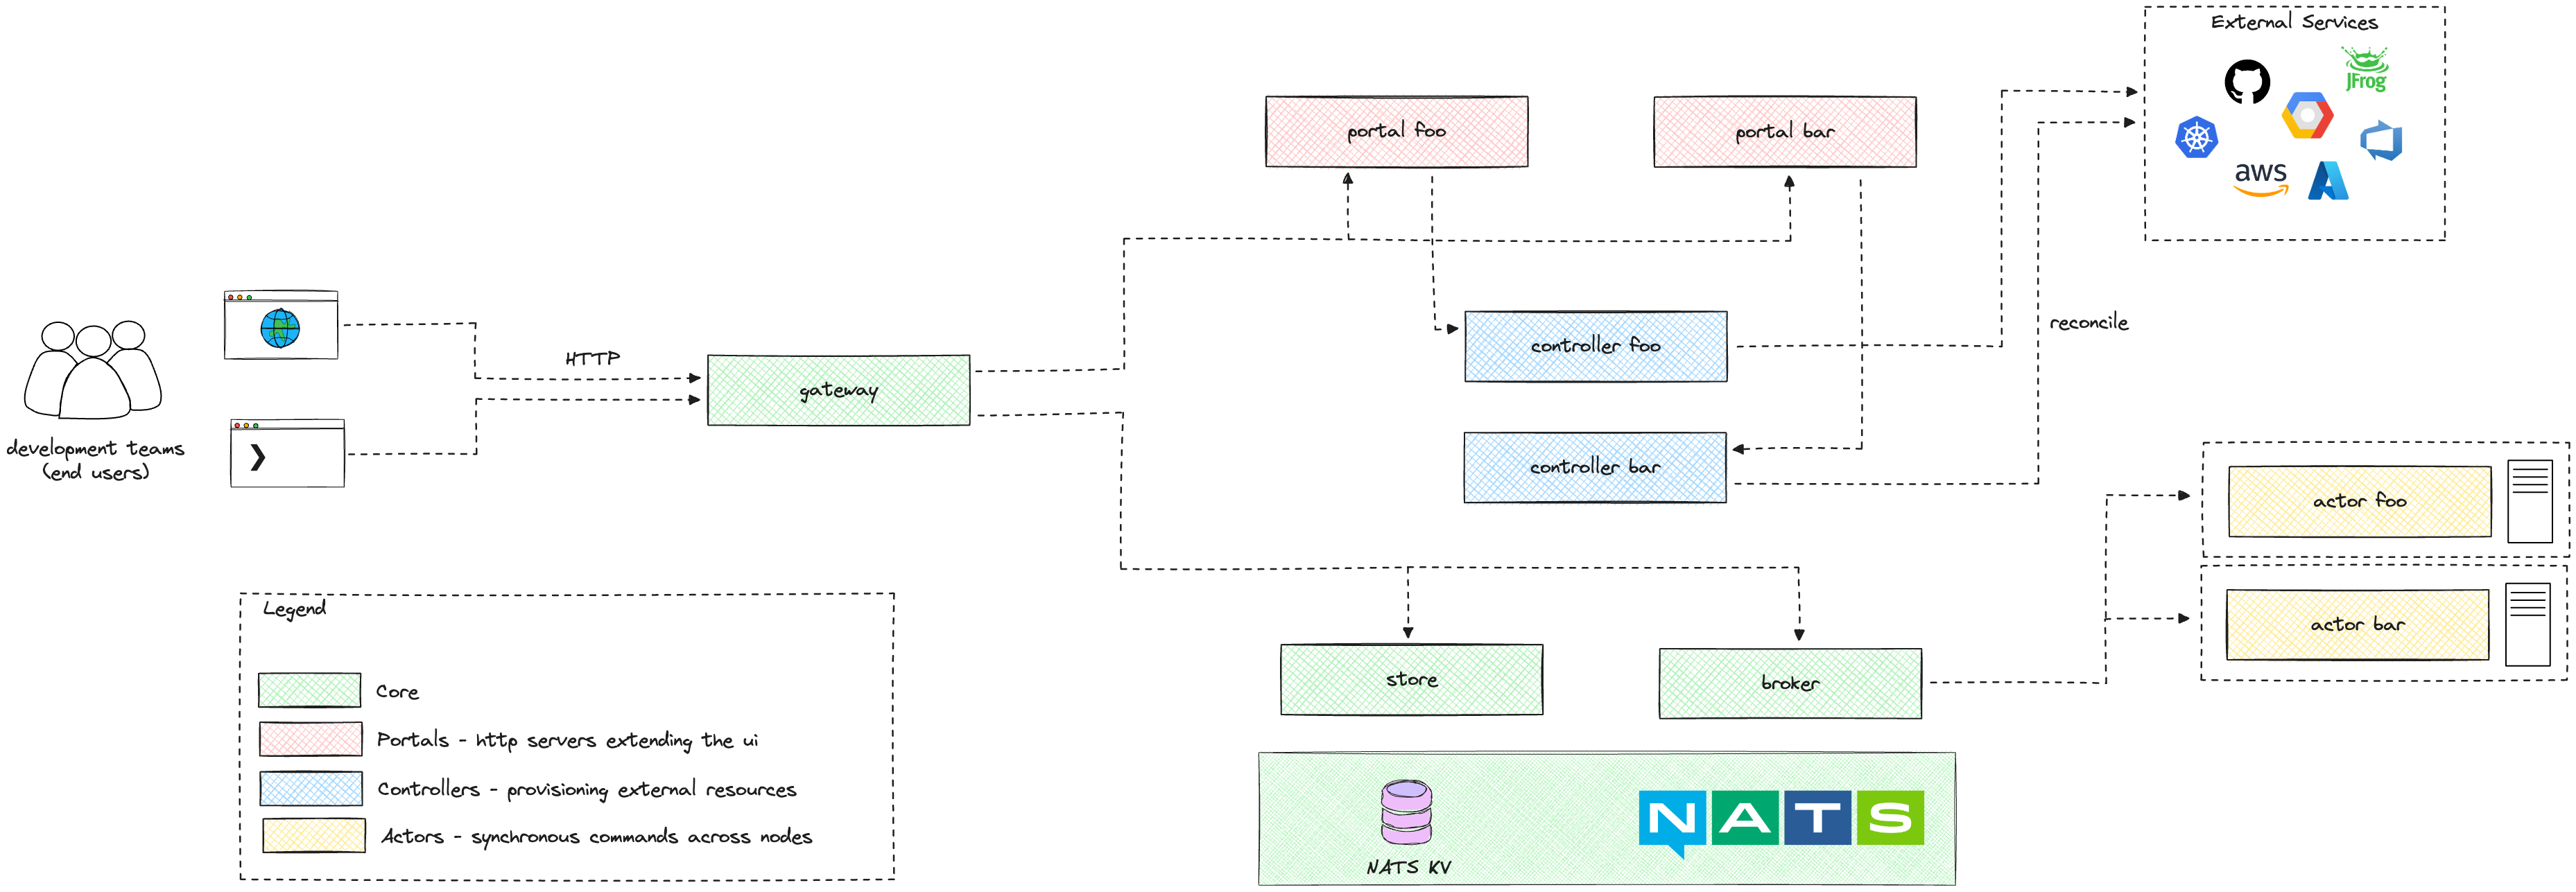 External Services
JFrog
aws
portal foo
portal bar
reconcile
controller foo
HTTP
gateway
controller bar
development teams
(end users)
❯
actor foo
actor bar
Legend
store
broker
Core
Portals - http servers extending the ui
Controllers - provisioning external resources
Actors - synchronous commands across nodes
NATS
NATS KV